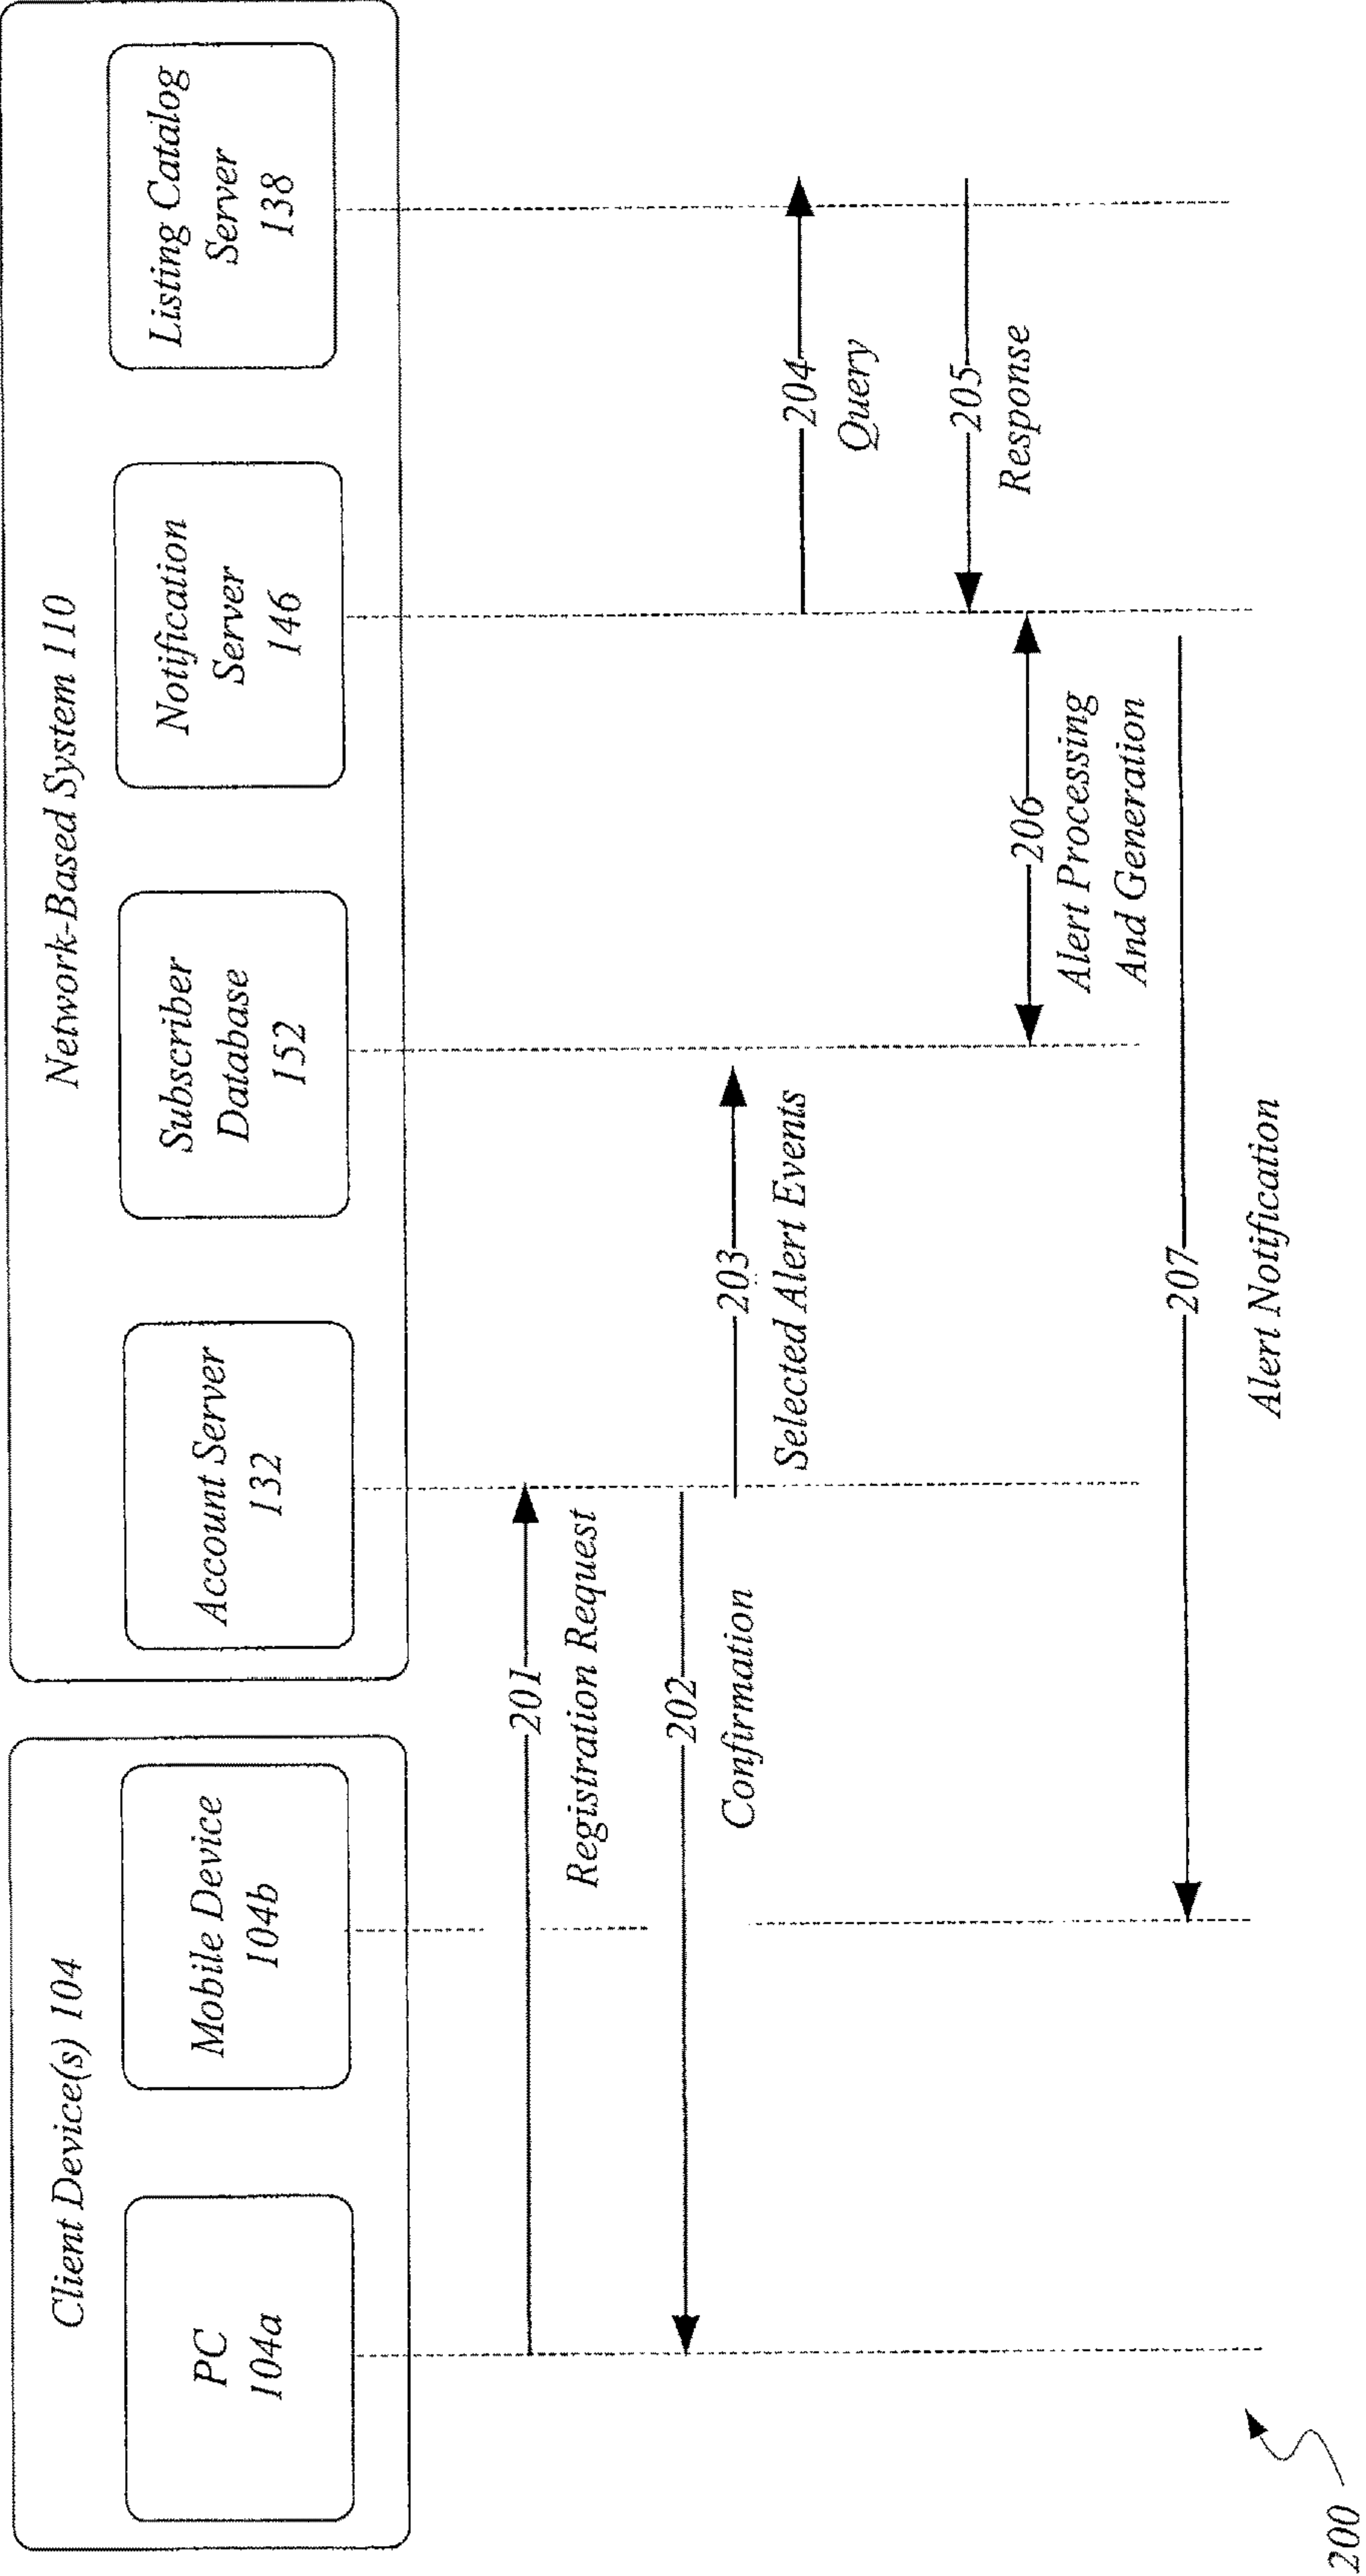 Client Device(s) 104
Network-Based System 110
PC
104a
Mobile Device
104b
Account Server
132
Subscriber
Database
152
Notification
Server
146
Listing Catalog
Server
138
201
Registration Request
202
Confirmation
203
Selected Alert Events
204
Query
205
Response
206
Alert Processing
And Generation
207
Alert Notification
200